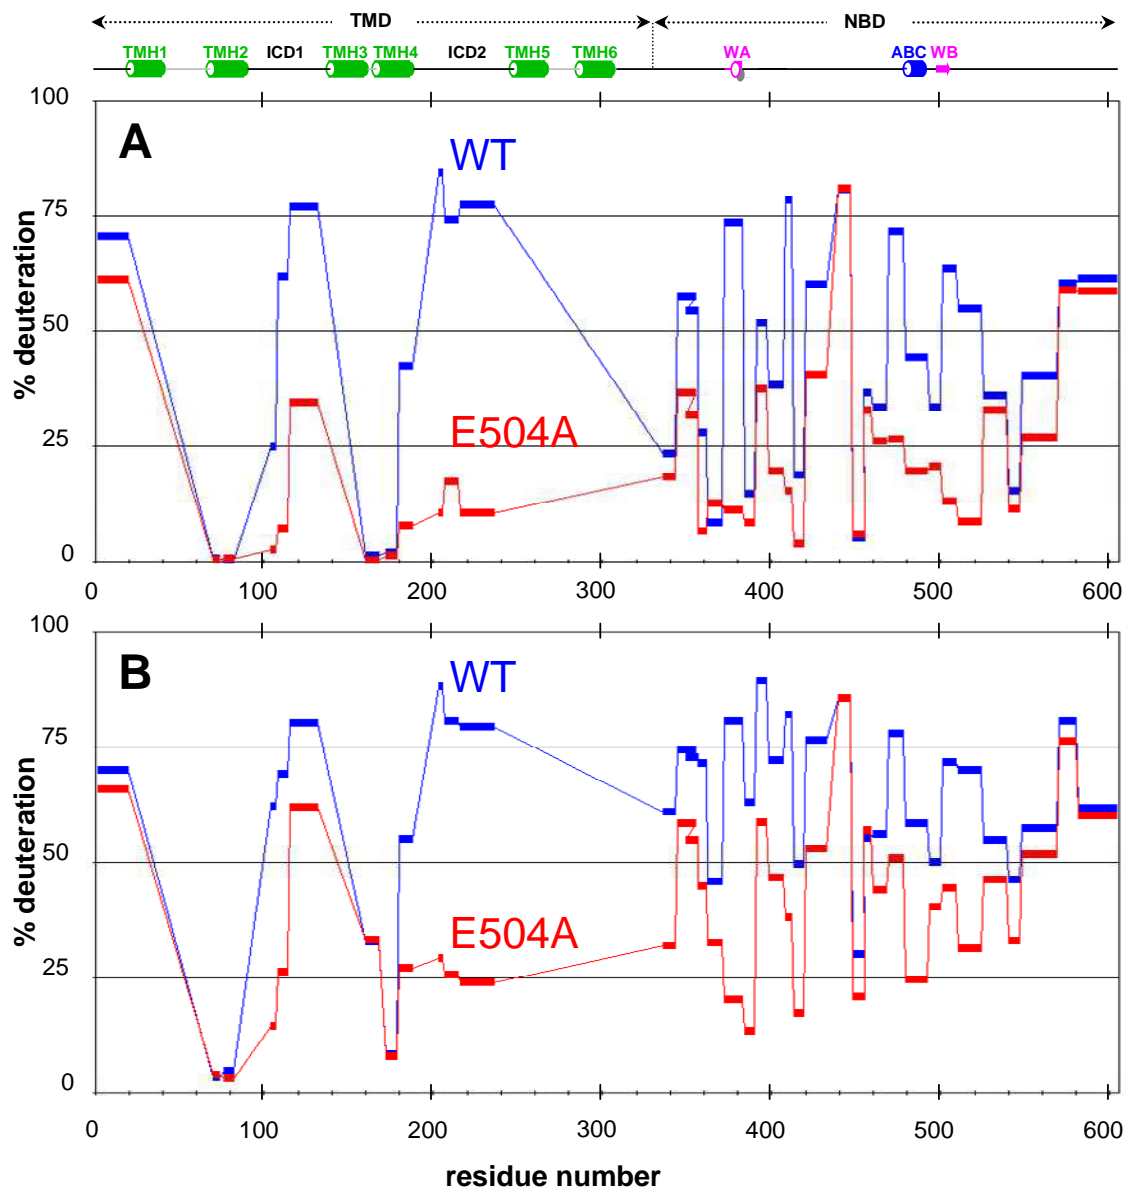 TMD NBD
TMH1 TMH2 ICD1 TMH3 TMH4 ICD2 TMH5 TMH6 WA ABC WB
100
A
WT
75
% deuteration
50
E504A
25
0
0 100 200 300 400 500 600
100
B
WT
75
% deuteration
50
E504A
25
0
0 100 200 300 400 500 600
residue number